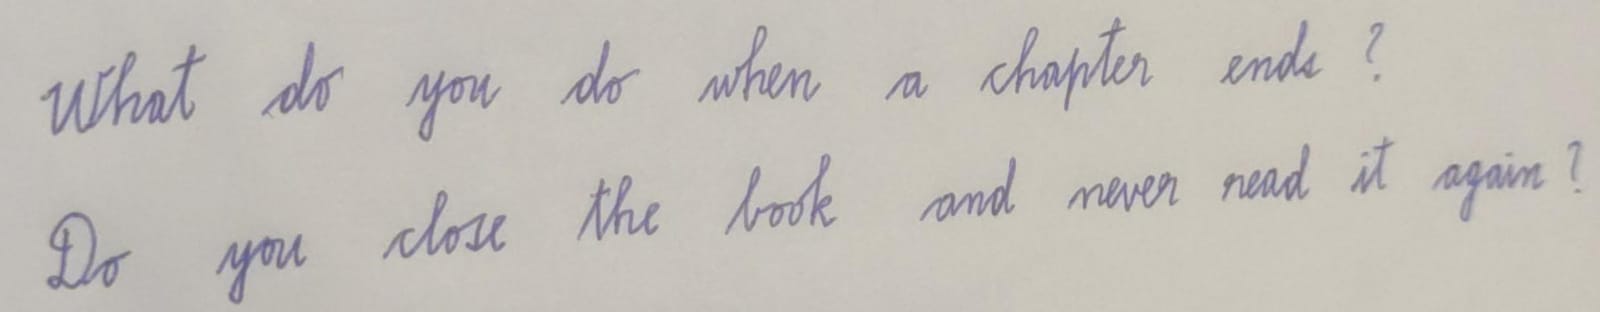 What do you do when a chapter ends ?
Do you close the book and never read it again ?